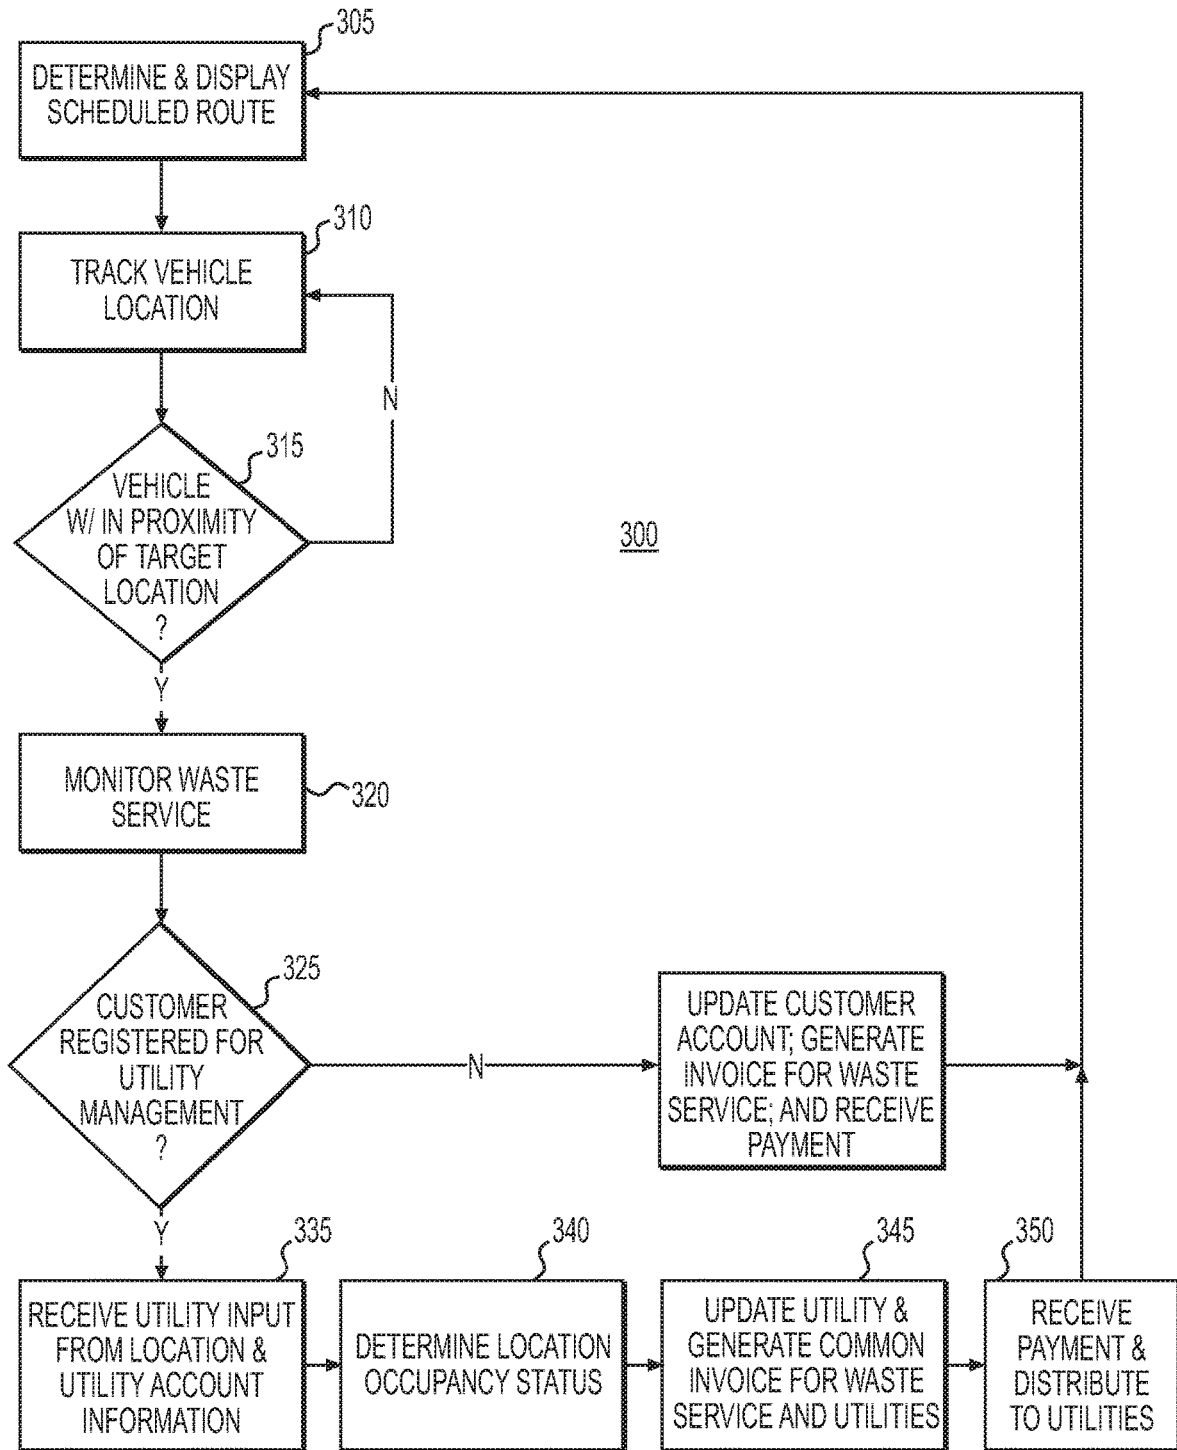 305
DETERMINE & DISPLAY
SCHEDULED ROUTE
310
TRACK VEHICLE
LOCATION
N
315
VEHICLE
W/ IN PROXIMITY
OF TARGET
LOCATION
?
300
Y
MONITOR WASTE
SERVICE
320
325
CUSTOMER
REGISTERED FOR
UTILITY
MANAGEMENT
?
N
UPDATE CUSTOMER
ACCOUNT; GENERATE
INVOICE FOR WASTE
SERVICE; AND RECEIVE
PAYMENT
Y
335
RECEIVE UTILITY INPUT
FROM LOCATION &
UTILITY ACCOUNT
INFORMATION
340
DETERMINE LOCATION
OCCUPANCY STATUS
345
UPDATE UTILITY &
GENERATE COMMON
INVOICE FOR WASTE
SERVICE AND UTILITIES
350
RECEIVE
PAYMENT &
DISTRIBUTE
TO UTILITIES